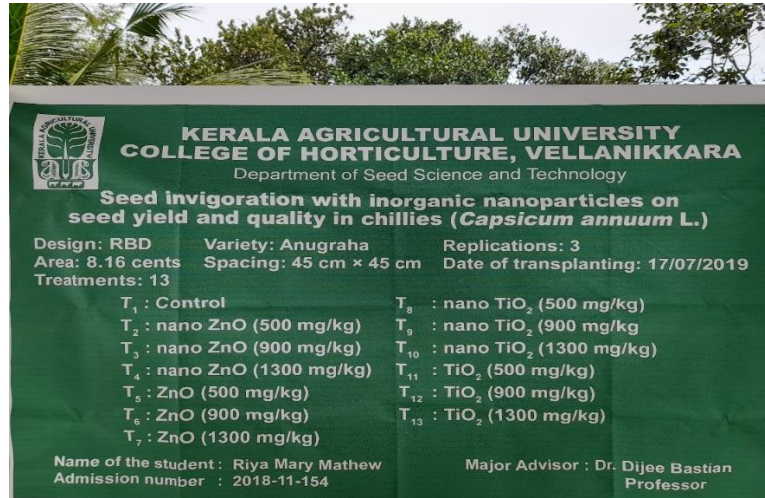 KERALA AGRICULTURAL UNIVERSITY
KERALA AGRICULTURAL UNIVERSITY
COLLEGE OF HORTICULTURE, VELLANIKKARA
Department of Seed Science and Technology
Seed invigoration with inorganic nanoparticles on
seed yield and quality in chillies (Capsicum annuum L.)
Design: RBD Variety: Anugraha Replications: 3
Area: 8.16 cents Spacing: 45 cm × 45 cm Date of transplanting: 17/07/2019
Treatments: 13
T₁ : Control
T₂ : nano ZnO (500 mg/kg)
T₃ : nano ZnO (900 mg/kg)
T₄ : nano ZnO (1300 mg/kg)
T₅ : ZnO (500 mg/kg)
T₆ : ZnO (900 mg/kg)
T₇ : ZnO (1300 mg/kg)
T₈ : nano TiO₂ (500 mg/kg)
T₉ : nano TiO₂ (900 mg/kg
T₁₀ : nano TiO₂ (1300 mg/kg)
T₁₁ : TiO₂ (500 mg/kg)
T₁₂ : TiO₂ (900 mg/kg)
T₁₃ : TiO₂ (1300 mg/kg)
Name of the student : Riya Mary Mathew
Admission number : 2018-11-154
Major Advisor : Dr. Dijee Bastian
Professor